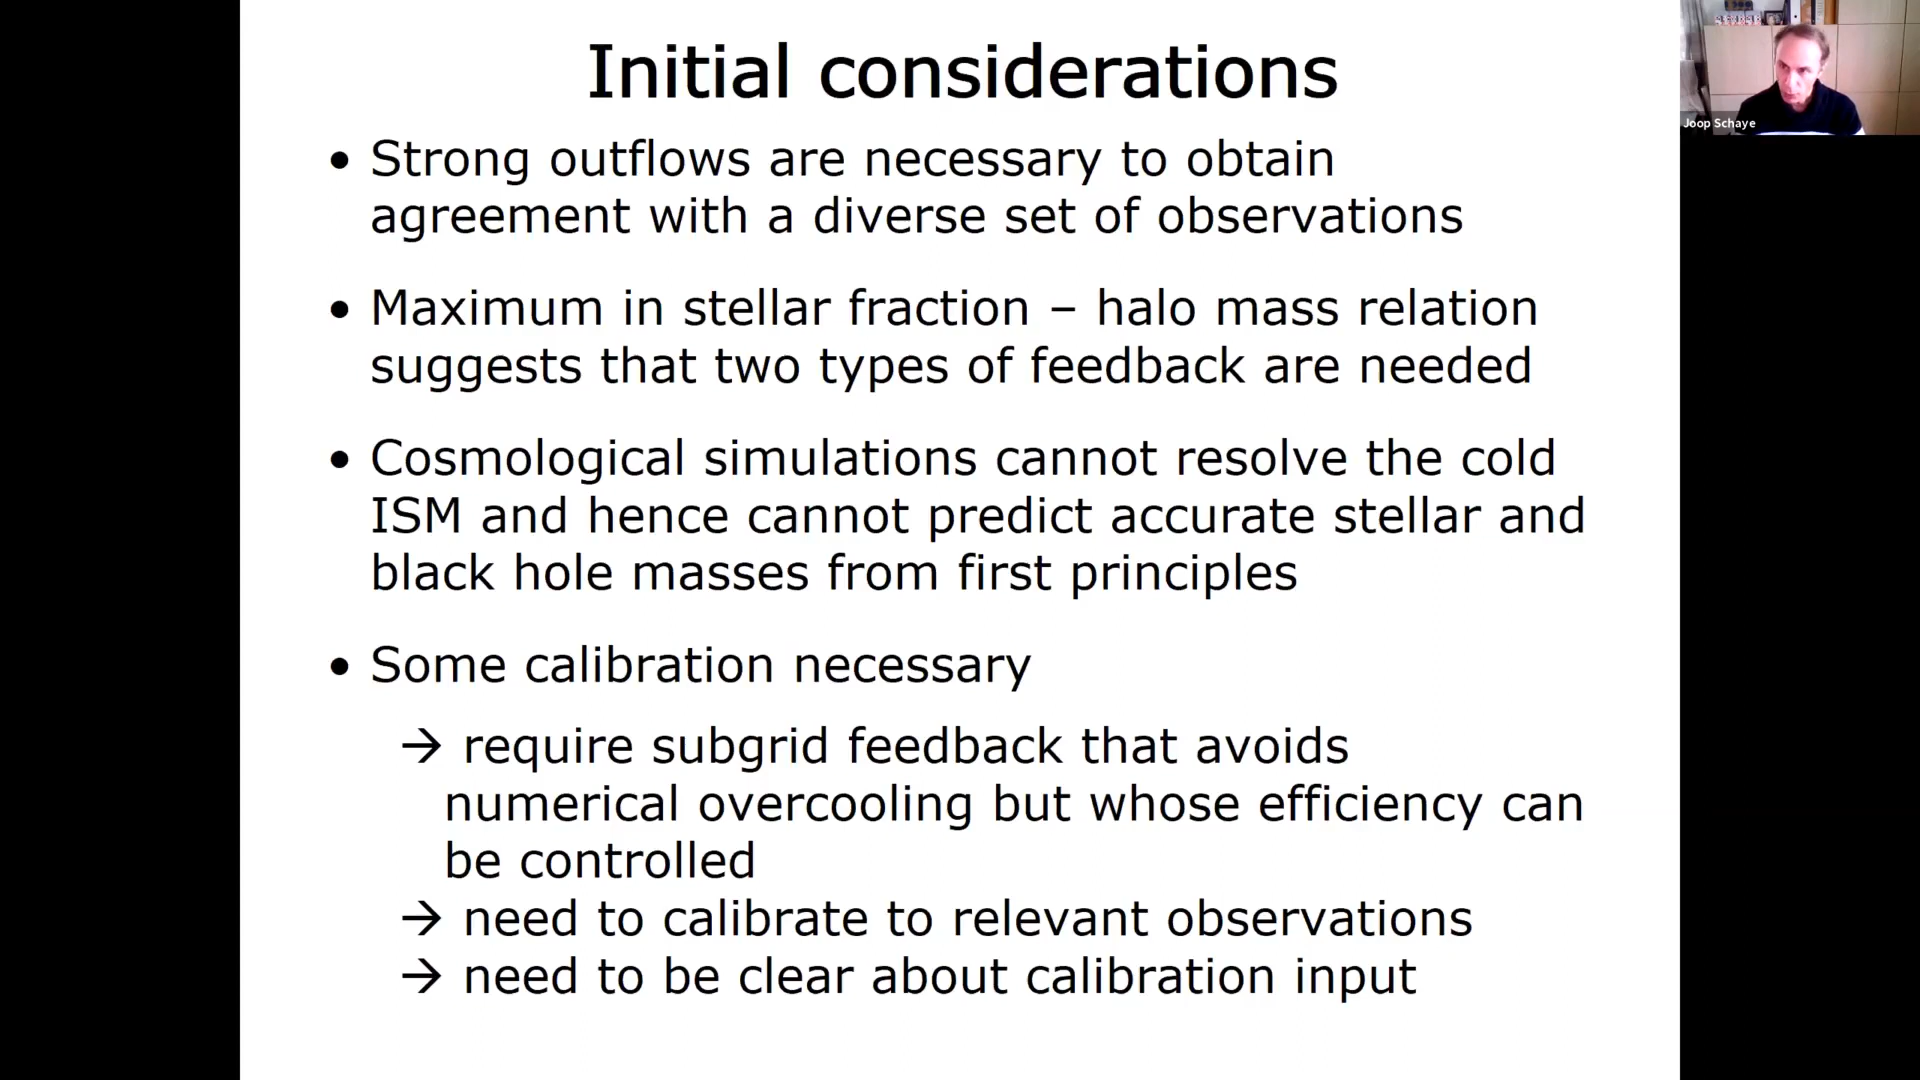 Initial considerations
Joop Schaye
• Strong outflows are necessary to obtain
agreement with a diverse set of observations
• Maximum in stellar fraction – halo mass relation
suggests that two types of feedback are needed
• Cosmological simulations cannot resolve the cold
ISM and hence cannot predict accurate stellar and
black hole masses from first principles
• Some calibration necessary
→ require subgrid feedback that avoids
numerical overcooling but whose efficiency can
be controlled
→ need to calibrate to relevant observations
→ need to be clear about calibration input